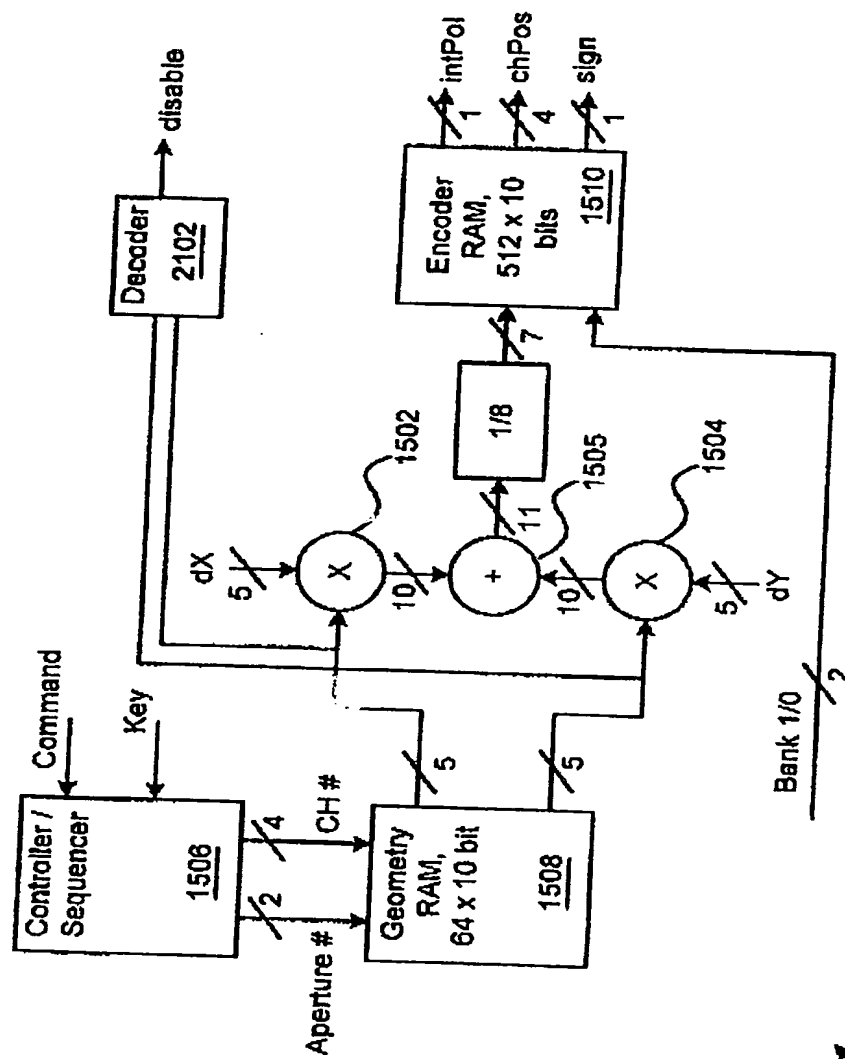 Command
Key
Controller /
Sequencer
1506
2
4
Aperture #
CH #
Geometry
RAM,
64 x 10 bit
1508
5
5
Decoder
2102
disable
dX
5
X
1502
10
+
1505
11
10
X
1504
5
dY
1/8
7
Encoder
RAM,
512 x 10
bits
1510
1
intPol
4
chPos
1
sign
Bank 1/0
2